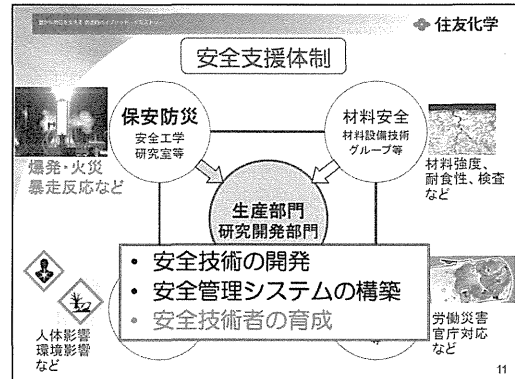 住友化学
安全支援体制
保安防災
安全工学
研究室等
材料安全
材料設備技術
グループ等
爆発・火災
暴走反応など
材料強度、
耐食性、検査
など
生産部門
研究開発部門
• 安全技術の開発
• 安全管理システムの構築
• 安全技術者の育成
人体影響
環境影響
など
労働災害
官庁対応
など
11